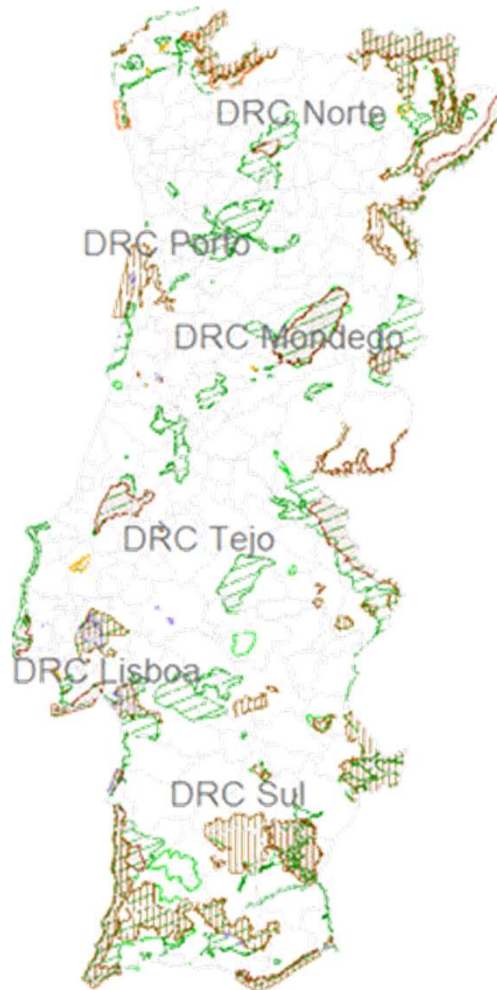 DRC Norte
DRC Porto
DRC Mondego
DRC Tejo
DRC Lisboa
DRC Sul